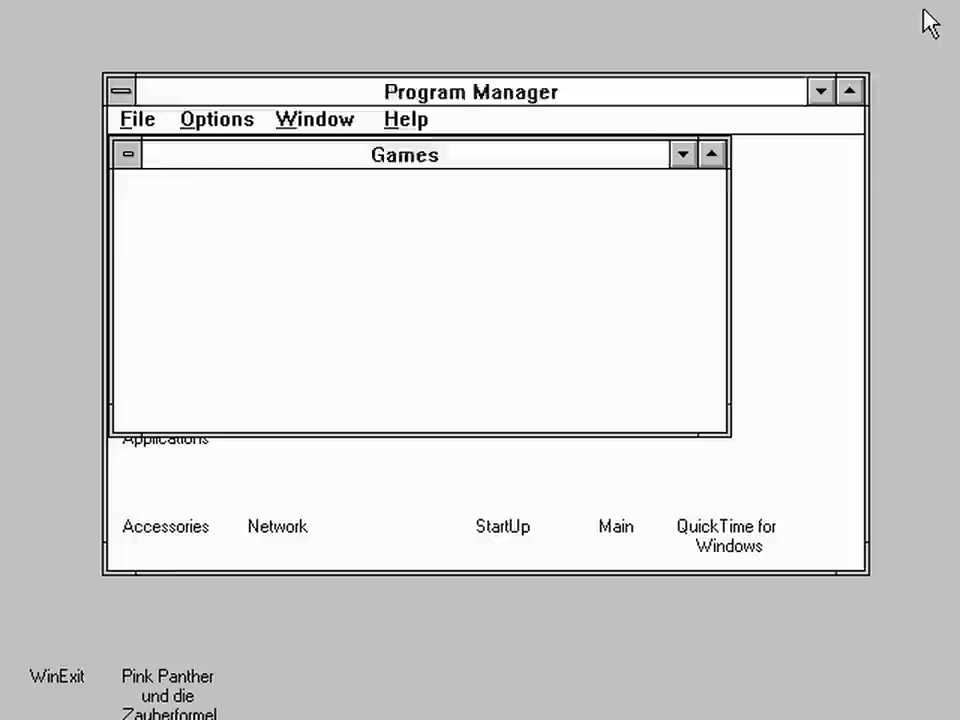 Program Manager
File Options Window Help
Games
Applications
Accessories Network StartUp Main QuickTime for
Windows
WinExit Pink Panther
und die
Zauberformel